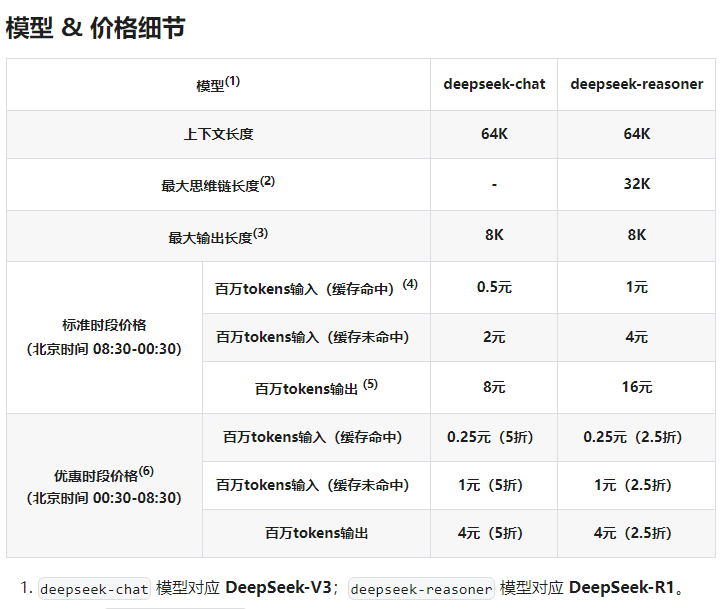 模型 & 价格细节
模型(1) deepseek-chat deepseek-reasoner
上下文长度 64K 64K
最大思维链长度(2) - 32K
最大输出长度(3) 8K 8K
标准时段价格
(北京时间 08:30-00:30)
百万tokens输入（缓存命中）(4) 0.5元 1元
百万tokens输入（缓存未命中） 2元 4元
百万tokens输出 (5) 8元 16元
优惠时段价格(6)
(北京时间 00:30-08:30)
百万tokens输入（缓存命中） 0.25元（5折） 0.25元（2.5折）
百万tokens输入（缓存未命中） 1元（5折） 1元（2.5折）
百万tokens输出 4元（5折） 4元（2.5折）
1. deepseek-chat 模型对应 DeepSeek-V3；deepseek-reasoner 模型对应 DeepSeek-R1。